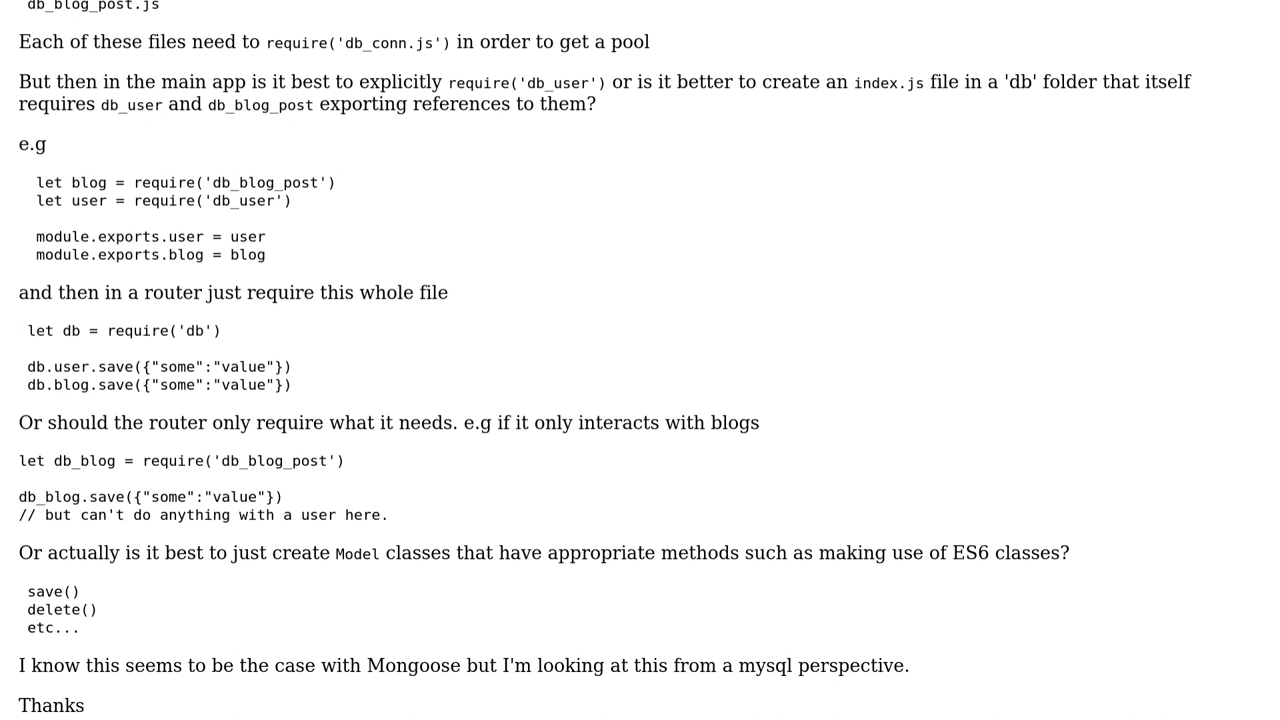 db_blog_post.js
Each of these files need to require('db_conn.js') in order to get a pool
But then in the main app is it best to explicitly require('db_user') or is it better to create an index.js file in a 'db' folder that itself
requires db_user and db_blog_post exporting references to them?
e.g
let blog = require('db_blog_post')
let user = require('db_user')
module.exports.user = user
module.exports.blog = blog
and then in a router just require this whole file
let db = require('db')
db.user.save({"some":"value"})
db.blog.save({"some":"value"})
Or should the router only require what it needs. e.g if it only interacts with blogs
let db_blog = require('db_blog_post')
db_blog.save({"some":"value"})
// but can't do anything with a user here.
Or actually is it best to just create Model classes that have appropriate methods such as making use of ES6 classes?
save()
delete()
etc...
I know this seems to be the case with Mongoose but I'm looking at this from a mysql perspective.
Thanks